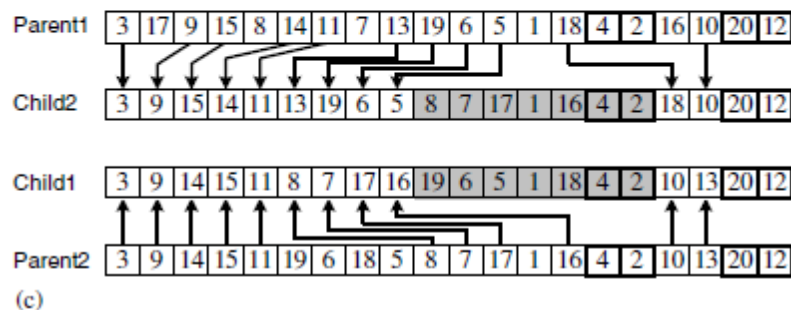 Parent1 3 17 9 15 8 14 11 7 13 19 6 5 1 18 4 2 16 10 20 12
Child2 3 9 15 14 11 13 19 6 5 8 7 17 1 16 4 2 18 10 20 12
Child1 3 9 14 15 11 8 7 17 16 19 6 5 1 18 4 2 10 13 20 12
Parent2 3 9 14 15 11 19 6 18 5 8 7 17 1 16 4 2 10 13 20 12
(c)